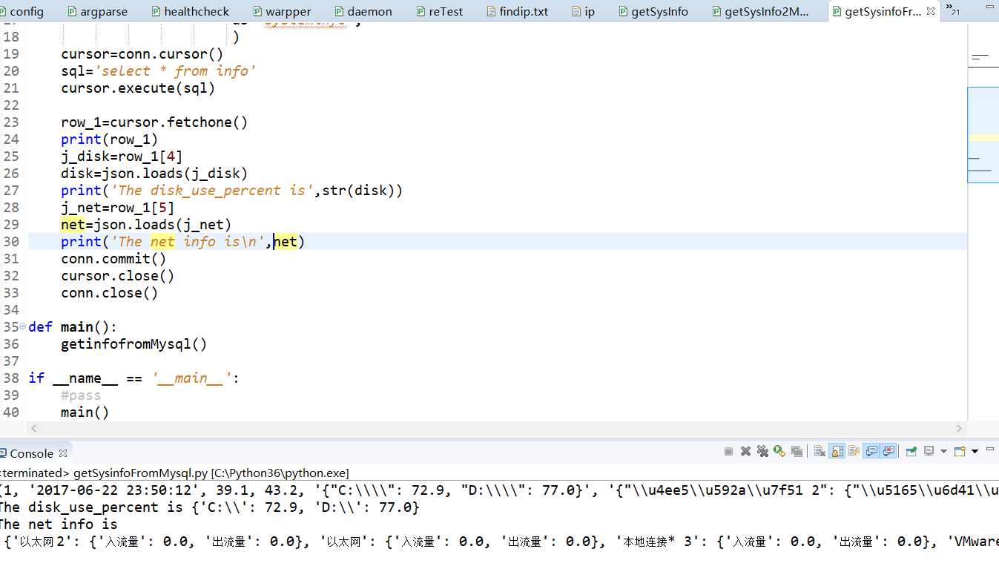 config argparse healthcheck warpper daemon reTest findip.txt ip getSysInfo getSysInfo2M... getSysinfoFr... 21
18 )
19 cursor=conn.cursor()
20 sql='select * from info'
21 cursor.execute(sql)
22
23 row_1=cursor.fetchone()
24 print(row_1)
25 j_disk=row_1[4]
26 disk=json.loads(j_disk)
27 print('The disk_use_percent is',str(disk))
28 j_net=row_1[5]
29 net=json.loads(j_net)
30 print('The net info is\n',net)
31 conn.commit()
32 cursor.close()
33 conn.close()
34
35 def main():
36 getinfofromMysql()
37
38 if __name__ == '__main__':
39 #pass
40 main()
Console
<terminated> getSysinfoFromMysql.py [C:\Python36\python.exe]
(1, '2017-06-22 23:50:12', 39.1, 43.2, '{"C:\\\\": 72.9, "D:\\\\": 77.0}', '{"\\u4ee5\\u592a\\u7f51 2": {"\\u5165\\u6d41\\u
The disk_use_percent is {'C:\\': 72.9, 'D:\\': 77.0}
The net info is
{'以太网 2': {'入流量': 0.0, '出流量': 0.0}, '以太网': {'入流量': 0.0, '出流量': 0.0}, '本地连接* 3': {'入流量': 0.0, '出流量': 0.0}, 'VMware